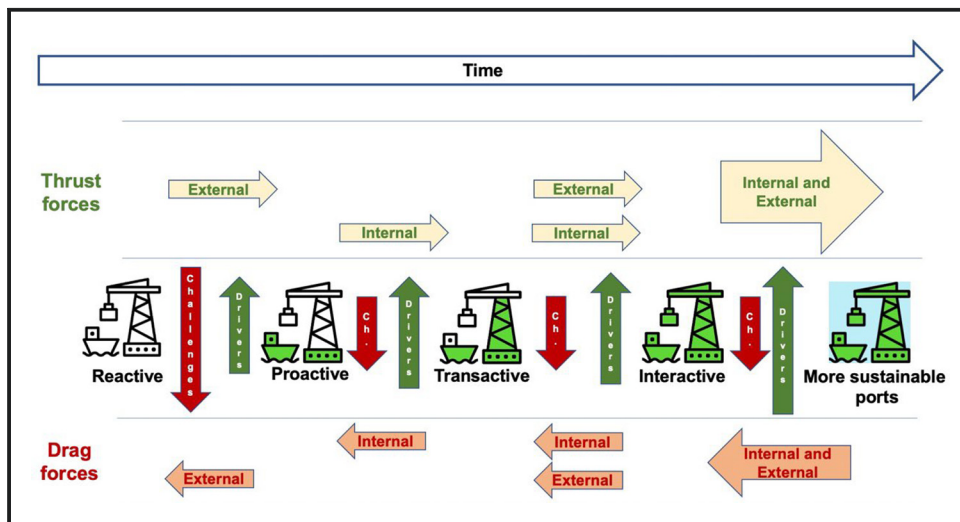 Time
Thrust
forces
External
External
Internal and
External
Internal
Internal
Challenges
Drivers
Ch.
Drivers
Ch.
Drivers
Ch.
Drivers
Reactive
Proactive
Transactive
Interactive
More sustainable
ports
Drag
forces
Internal
Internal
Internal and
External
External
External